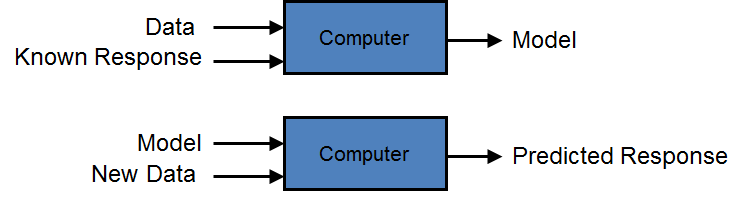 Data
Known Response
Computer
Model
Model
New Data
Computer
Predicted Response